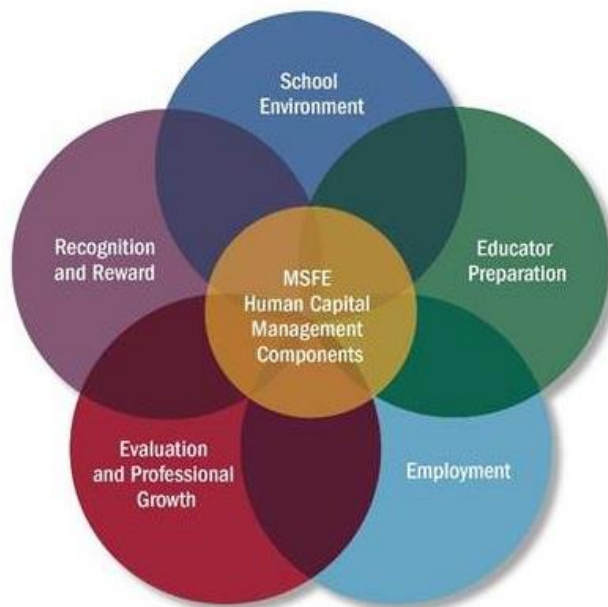 School
Environment
Recognition
and Reward
Educator
Preparation
MSFE
Human Capital
Management
Components
Evaluation
and Professional
Growth
Employment